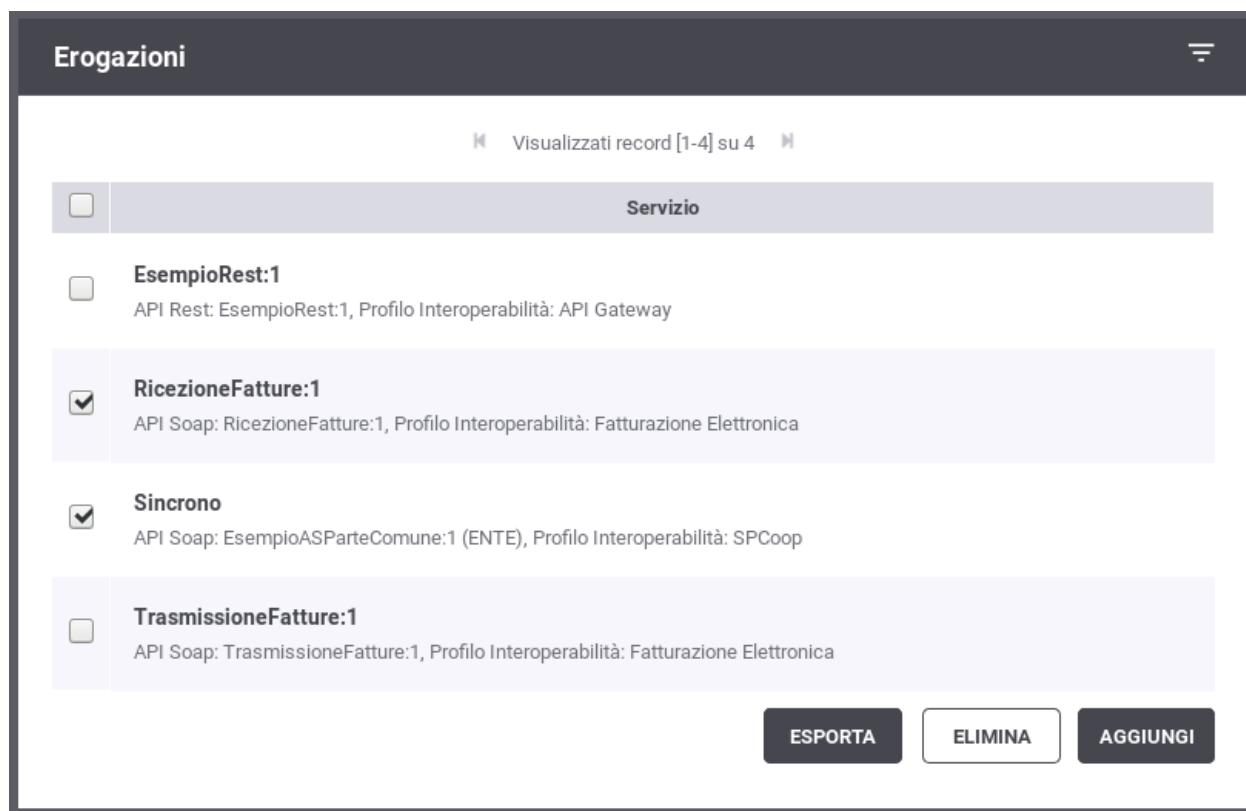 Erogazioni
Visualizzati record [1-4] su 4
Servizio
EsempioRest:1
API Rest: EsempioRest:1, Profilo Interoperabilità: API Gateway
RicezioneFatture:1
API Soap: RicezioneFatture:1, Profilo Interoperabilità: Fatturazione Elettronica
Sincrono
API Soap: EsempioASParteComune:1 (ENTE), Profilo Interoperabilità: SPCoop
TrasmissioneFatture:1
API Soap: TrasmissioneFatture:1, Profilo Interoperabilità: Fatturazione Elettronica
ESPORTA ELIMINA AGGIUNGI